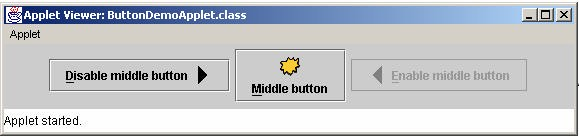 Applet Viewer: ButtonDemoApplet.class
Applet
Disable middle button
Middle button
Enable middle button
Applet started.